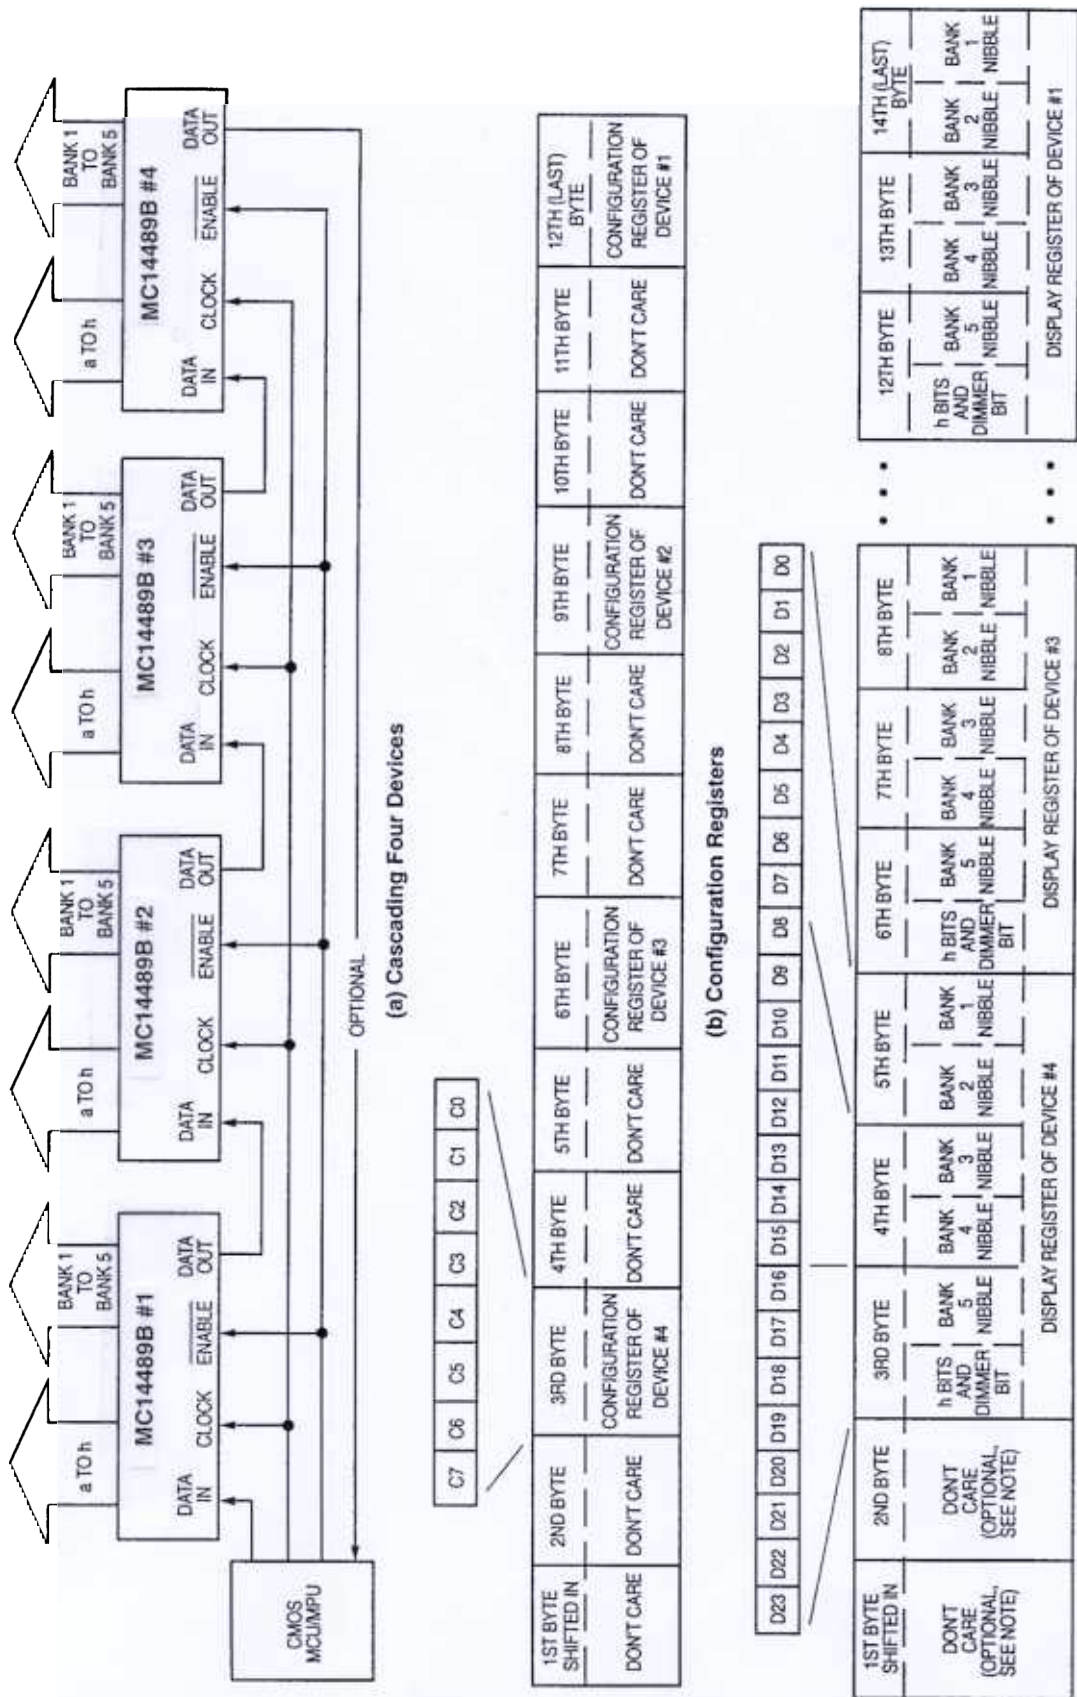 BANK 1
TO
BANK 5
a TO h
MC14489B #1
DATA
IN
CLOCK
ENABLE
DATA
OUT
BANK 1
TO
BANK 5
a TO h
MC14489B #2
DATA
IN
CLOCK
ENABLE
DATA
OUT
BANK 1
TO
BANK 5
a TO h
MC14489B #3
DATA
IN
CLOCK
ENABLE
DATA
OUT
BANK 1
TO
BANK 5
a TO h
MC14489B #4
DATA
IN
CLOCK
ENABLE
DATA
OUT
CMOS
MCU/MPU
OPTIONAL
(a) Cascading Four Devices
C7 C6 C5 C4 C3 C2 C1 C0
1ST BYTE
SHIFTED IN
DON'T CARE
2ND BYTE
DON'T CARE
3RD BYTE
CONFIGURATION
REGISTER OF
DEVICE #4
4TH BYTE
DON'T CARE
5TH BYTE
DON'T CARE
6TH BYTE
CONFIGURATION
REGISTER OF
DEVICE #3
7TH BYTE
DON'T CARE
8TH BYTE
DON'T CARE
9TH BYTE
CONFIGURATION
REGISTER OF
DEVICE #2
10TH BYTE
DON'T CARE
11TH BYTE
DON'T CARE
12TH (LAST)
BYTE
CONFIGURATION
REGISTER OF
DEVICE #1
(b) Configuration Registers
D23 D22 D21 D20 D19 D18 D17 D16 D15 D14 D13 D12 D11 D10 D9 D8 D7 D6 D5 D4 D3 D2 D1 D0
1ST BYTE
SHIFTED IN
DON'T
CARE
(OPTIONAL,
SEE NOTE)
2ND BYTE
DON'T
CARE
(OPTIONAL,
SEE NOTE)
3RD BYTE
h BITS
AND
DIMMER
BIT
BANK
5
NIBBLE
4TH BYTE
BANK
4
NIBBLE
BANK
3
NIBBLE
5TH BYTE
BANK
2
NIBBLE
BANK
1
NIBBLE
DISPLAY REGISTER OF DEVICE #4
6TH BYTE
h BITS
AND
DIMMER
BIT
BANK
5
NIBBLE
7TH BYTE
BANK
4
NIBBLE
BANK
3
NIBBLE
8TH BYTE
BANK
2
NIBBLE
BANK
1
NIBBLE
DISPLAY REGISTER OF DEVICE #3
12TH BYTE
h BITS
AND
DIMMER
BIT
BANK
5
NIBBLE
13TH BYTE
BANK
4
NIBBLE
BANK
3
NIBBLE
14TH (LAST)
BYTE
BANK
2
NIBBLE
BANK
1
NIBBLE
DISPLAY REGISTER OF DEVICE #1